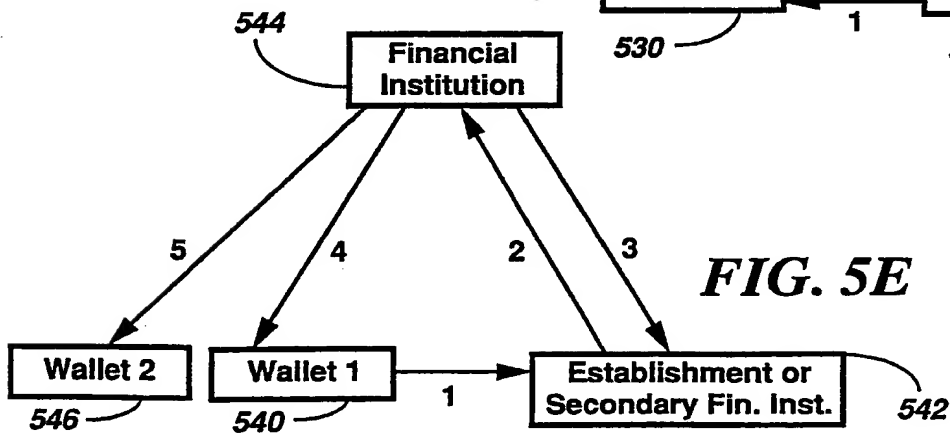 544
530
1
Financial
Institution
5
4
2
3
FIG. 5E
Wallet 2
Wallet 1
1
Establishment or
Secondary Fin. Inst.
546
540
542